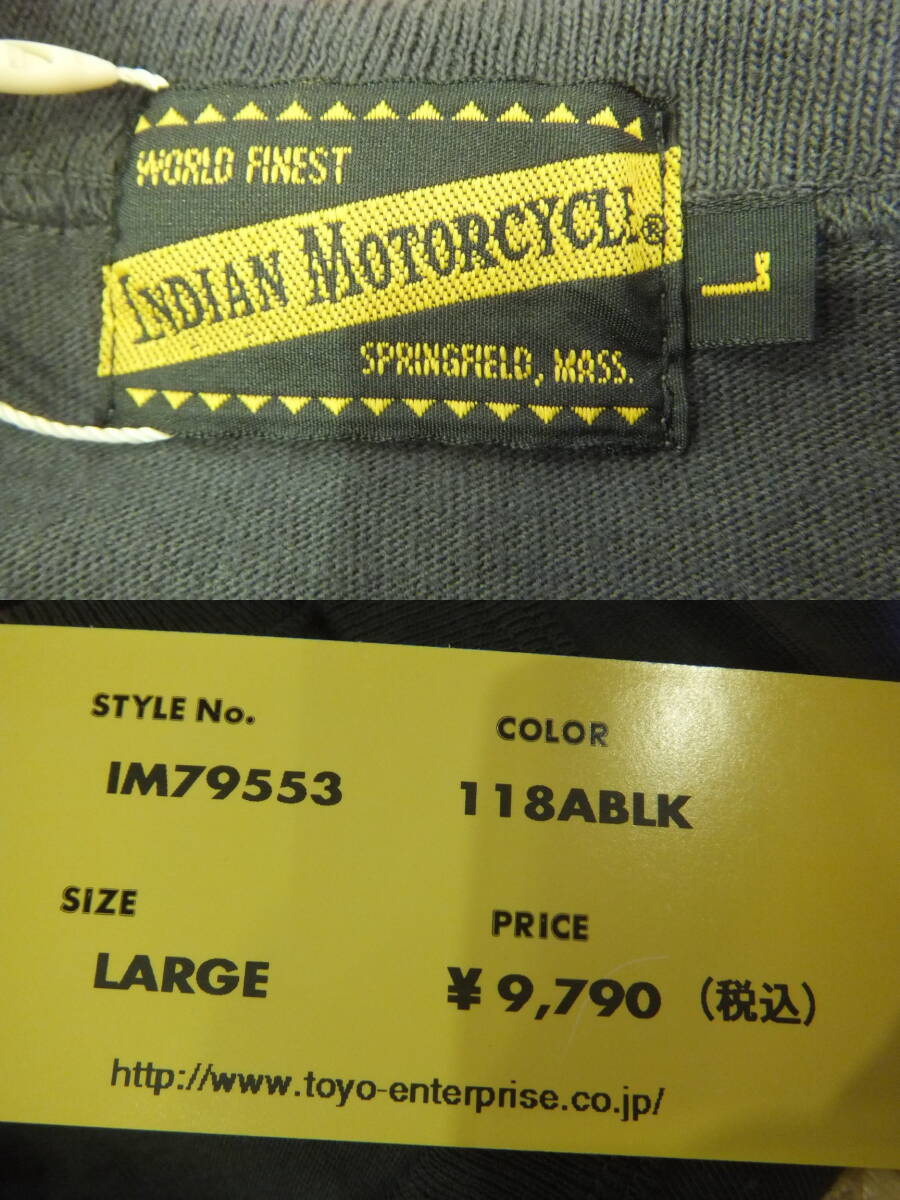 WORLD FINEST
INDIAN MOTORCYCLE®
L
SPRINGFIELD, MASS.
STYLE No.
COLOR
IM79553
118ABLK
SIZE
PRICE
LARGE
¥9,790（税込）
http://www.toyo-enterprise.co.jp/